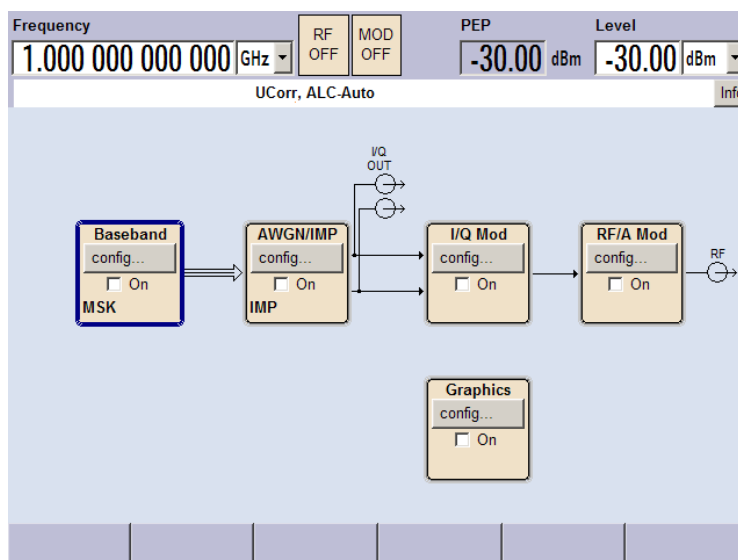 Frequency
RF OFF
MOD OFF
PEP
Level
1.000 000 000 000 GHz
-30.00 dBm
-30.00 dBm
UCorr, ALC-Auto
I/Q OUT
Baseband
config...
On
MSK
AWGN/IMP
config...
On
IMP
I/Q Mod
config...
On
RF/A Mod
config...
On
RF
Graphics
config...
On